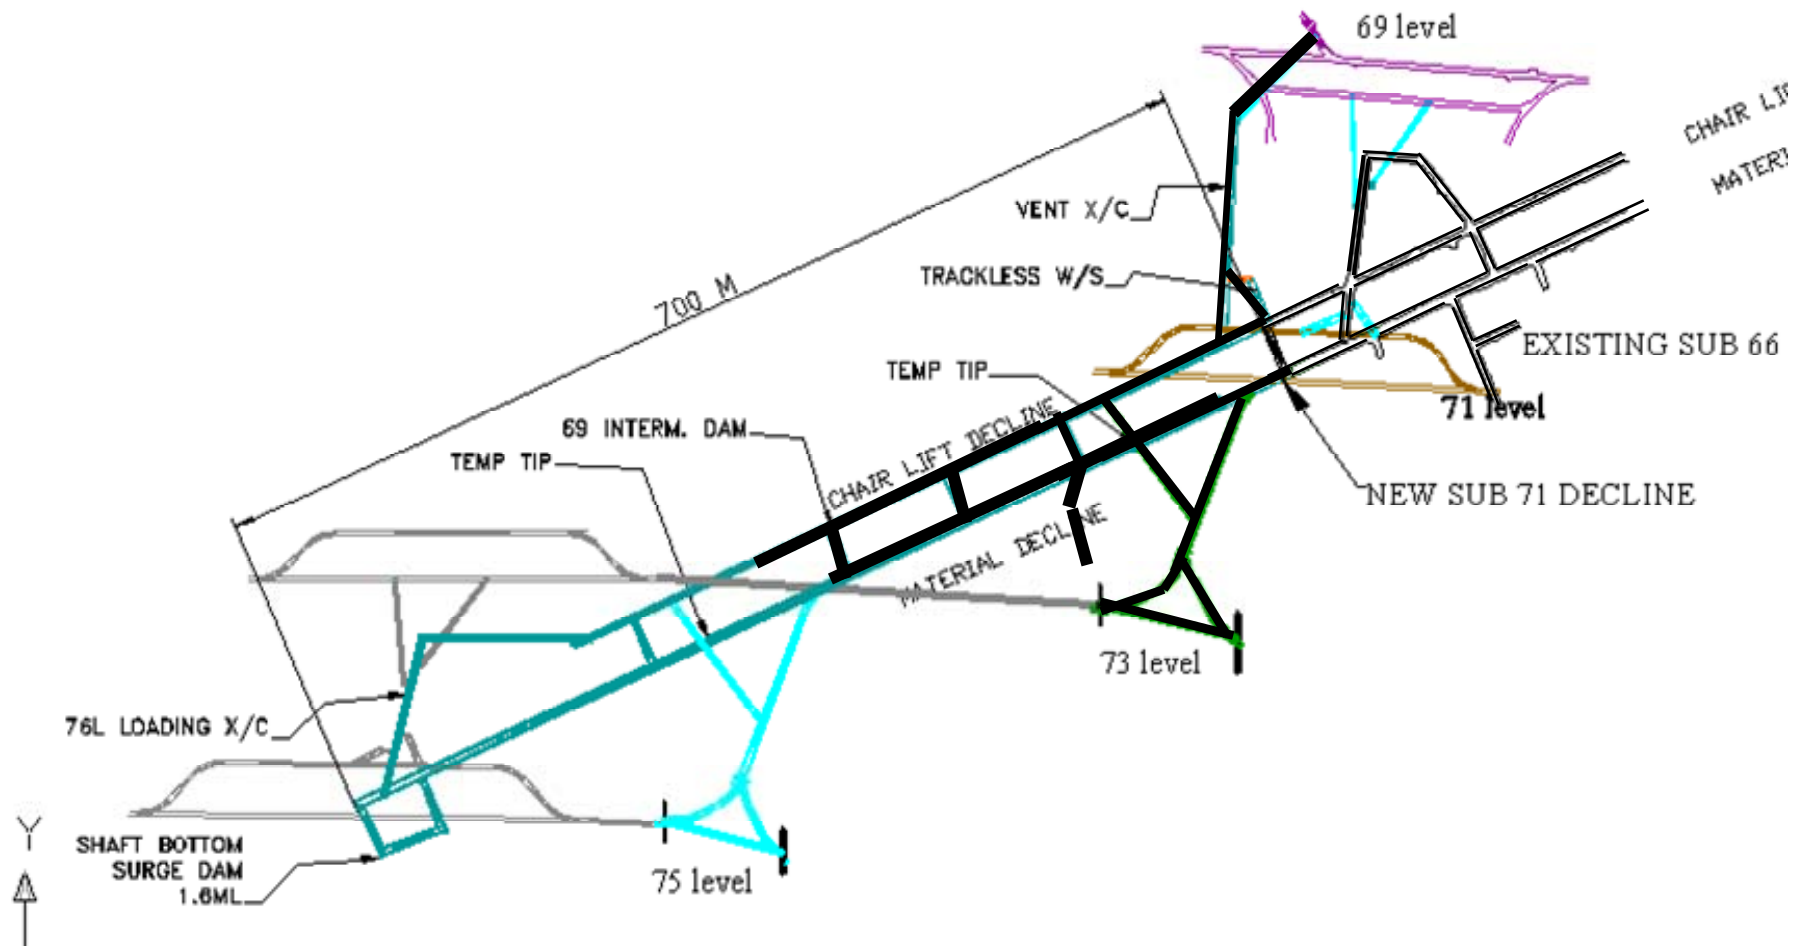 69 level
CHAIR
VENT X/C
TRACKLESS W/S
700 M
EXISTING SUB 66
TEMP TIP
71 level
69 INTERM. DAM
CHAIR LIFT DECLINE
TEMP TIP
NEW SUB 71 DECLINE
MATERIAL DECLINE
73 level
76L LOADING X/C
Y
SHAFT BOTTOM
SURGE DAM
1.6ML
75 level